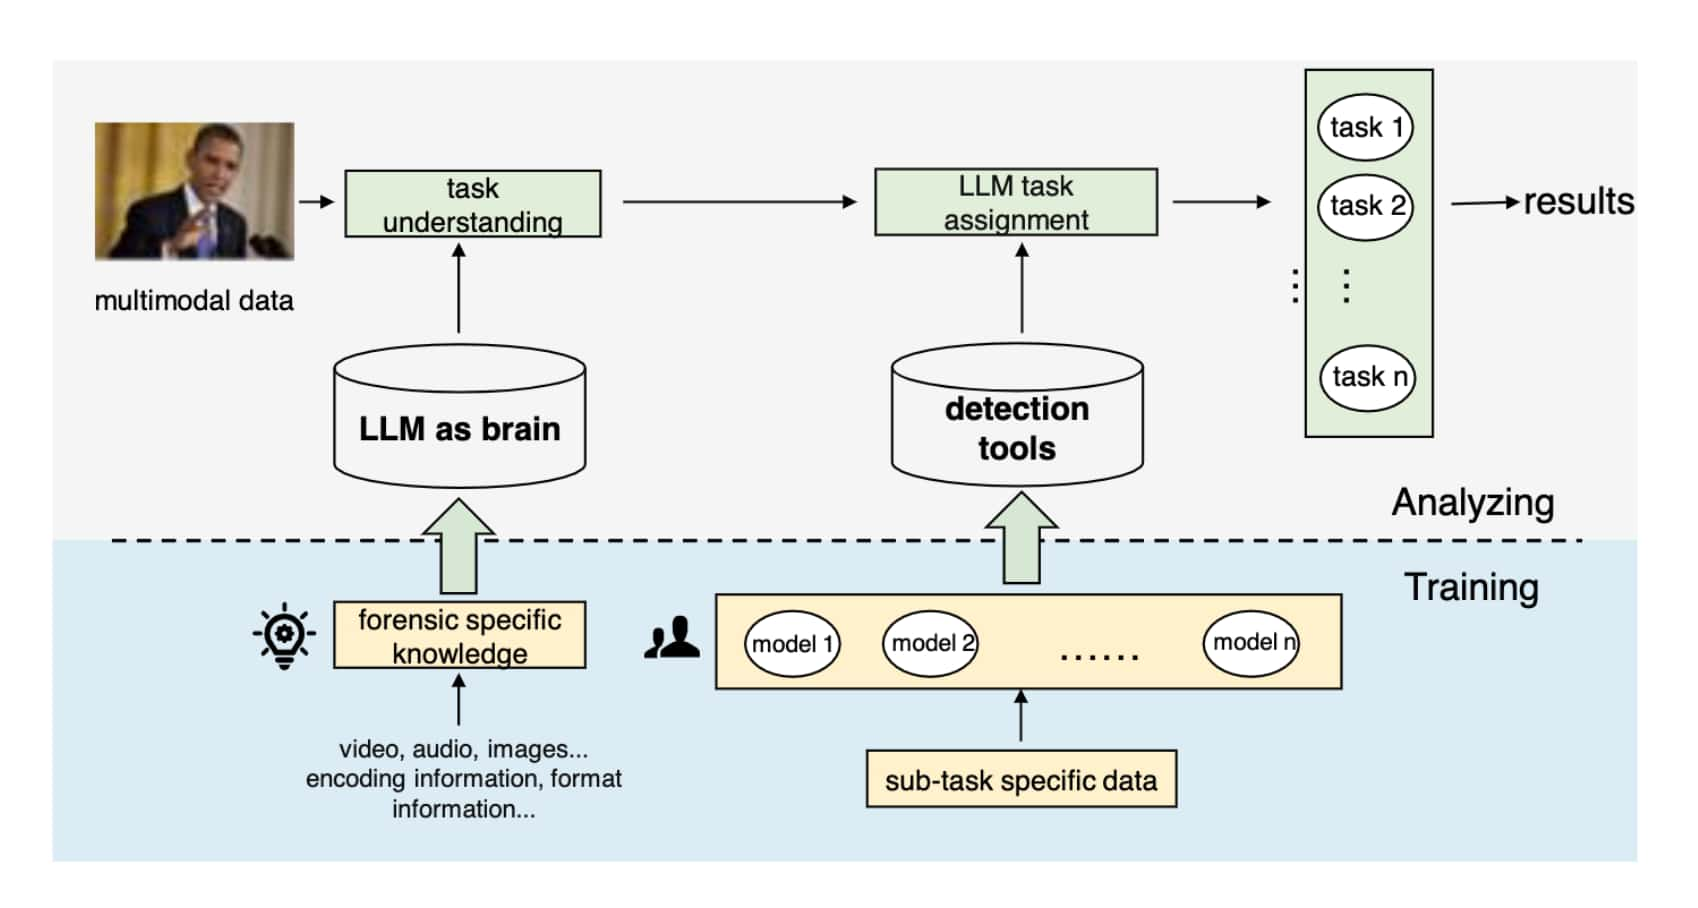 multimodal data
task
understanding
LLM task
assignment
task 1
task 2
⋮ ⋮
task n
results
LLM as brain
detection
tools
Analyzing
Training
forensic specific
knowledge
model 1
model 2
......
model n
video, audio, images...
encoding information, format
information...
sub-task specific data